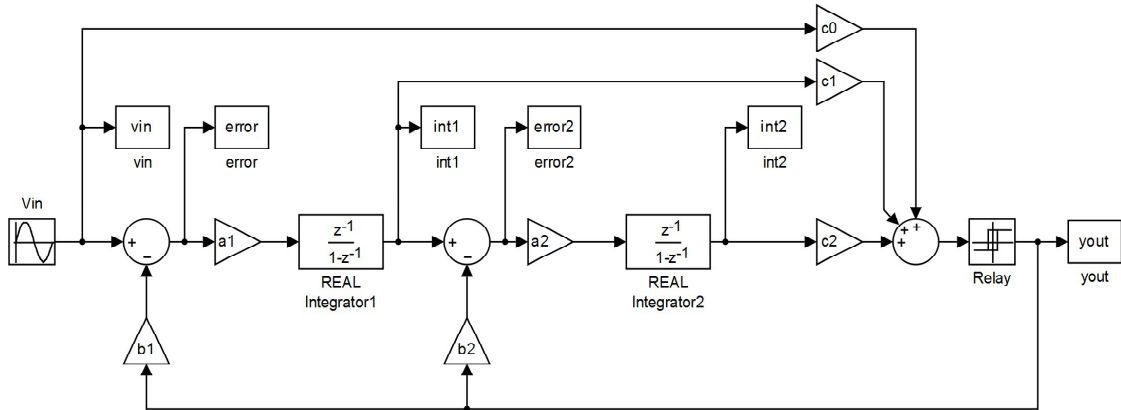 c0
c1
vin
error
int1
error2
int2
vin
error
int1
error2
int2
Vin
+
−
a1
z-1
1-z-1
REAL
Integrator1
+
−
a2
z-1
1-z-1
REAL
Integrator2
c2
+
+
+
Relay
yout
yout
b1
b2